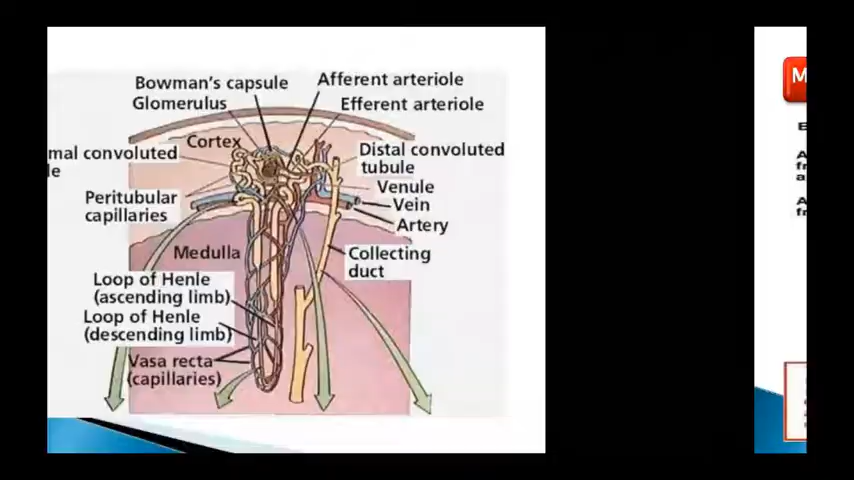 Bowman's capsule
Afferent arteriole
Glomerulus
Efferent arteriole
Cortex
mal convoluted
le
Distal convoluted
tubule
Peritubular
capillaries
Venule
Vein
Artery
Medulla
Collecting
duct
Loop of Henle
(ascending limb)
Loop of Henle
(descending limb)
Vasa recta
(capillaries)
M